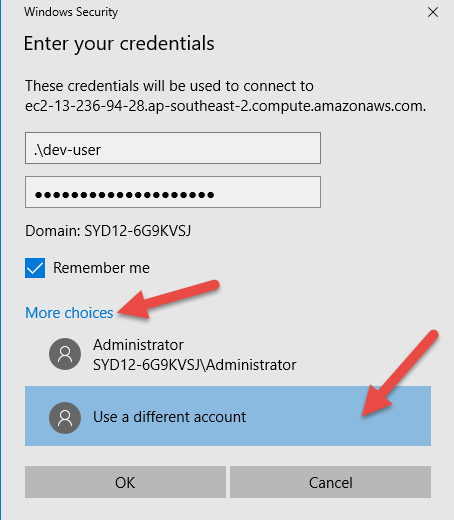 Windows Security
Enter your credentials
These credentials will be used to connect to
ec2-13-236-94-28.ap-southeast-2.compute.amazonaws.com.
.\dev-user
●●●●●●●●●●●●●●●●●●●●
Domain: SYD12-6G9KVSJ
Remember me
More choices
Administrator
SYD12-6G9KVSJ\Administrator
Use a different account
OK
Cancel